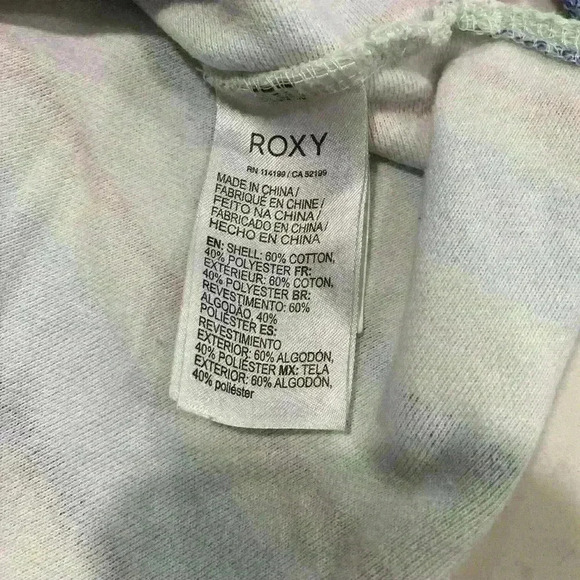 ROXY
RN 114199 / CA 52199
MADE IN CHINA/
FABRIQUÉ EN CHINE/
FEITO NA CHINA/
FABRICADO EN CHINA/
HECHO EN CHINA
EN: SHELL: 60% COTTON,
40% POLYESTER FR:
EXTERIEUR: 60% COTON,
40% POLYESTER BR:
REVESTIMENTO: 60%
ALGODÃO, 40%
POLIÉSTER ES:
REVESTIMIENTO
EXTERIOR: 60% ALGODÓN,
40% POLIÉSTER MX: TELA
EXTERIOR: 60% ALGODÓN,
40% poliéster